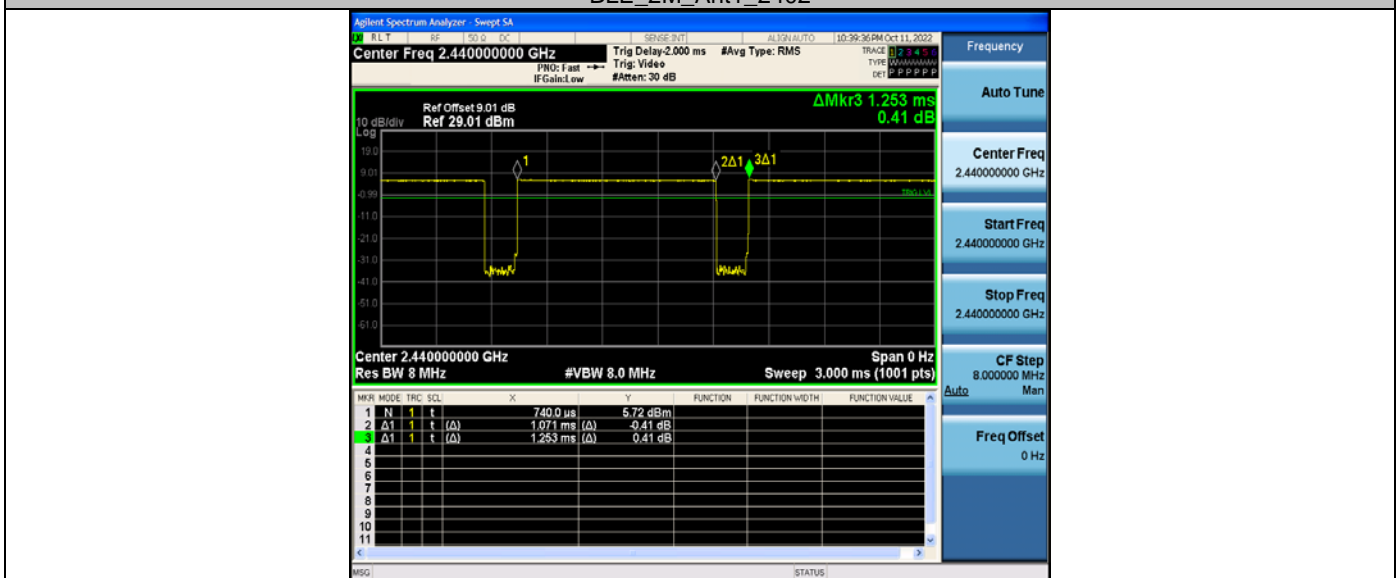 Agilent Spectrum Analyzer - Swept SA
RLT RF 50 Ω DC SENSE:INT ALIGNAUTO 10:39:36 PM Oct 11, 2022
Center Freq 2.440000000 GHz
Trig Delay-2.000 ms #Avg Type: RMS
TRACE 1 2 3 4 5 6
PNO: Fast Trig: Video
TYPE
IFGain:Low #Atten: 30 dB
DET P P P P P P
Frequency
Auto Tune
Center Freq
2.440000000 GHz
Start Freq
2.440000000 GHz
Stop Freq
2.440000000 GHz
CF Step
8.000000 MHz
Auto Man
Freq Offset
0 Hz
ΔMkr3 1.253 ms
0.41 dB
Ref Offset 9.01 dB
10 dB/div Ref 29.01 dBm
Log
19.0
9.01
-0.99
-11.0
-21.0
-31.0
-41.0
-51.0
-61.0
1
2Δ1
3Δ1
TRIG LVL
Center 2.440000000 GHz Span 0 Hz
Res BW 8 MHz #VBW 8.0 MHz Sweep 3.000 ms (1001 pts)
MKR MODE TRC SCL X Y FUNCTION FUNCTION WIDTH FUNCTION VALUE
1 N 1 t 740.0 µs 5.72 dBm
2 Δ1 1 t (Δ) 1.071 ms (Δ) -0.41 dB
3 Δ1 1 t (Δ) 1.253 ms (Δ) 0.41 dB
4
5
6
7
8
9
10
11
MSG STATUS